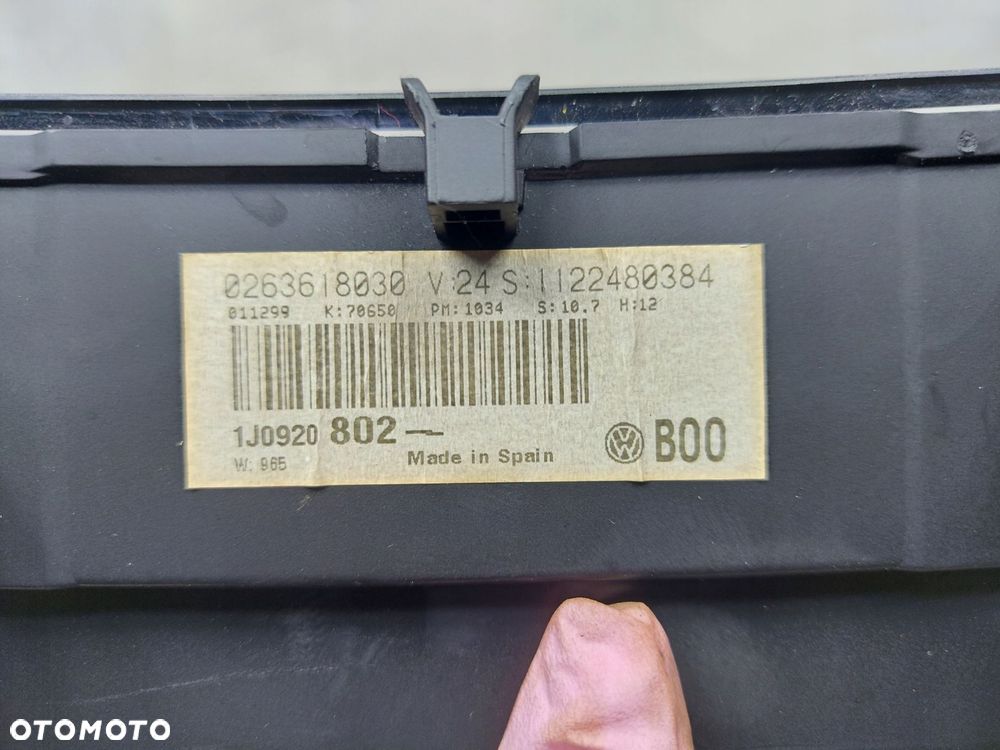 0263618030 V:24 S:1122480384
011299 K:70650 PM:1034 S:10.7 H:12
1J0920 802
Made in Spain
B00
W: 965
OTOMOTO